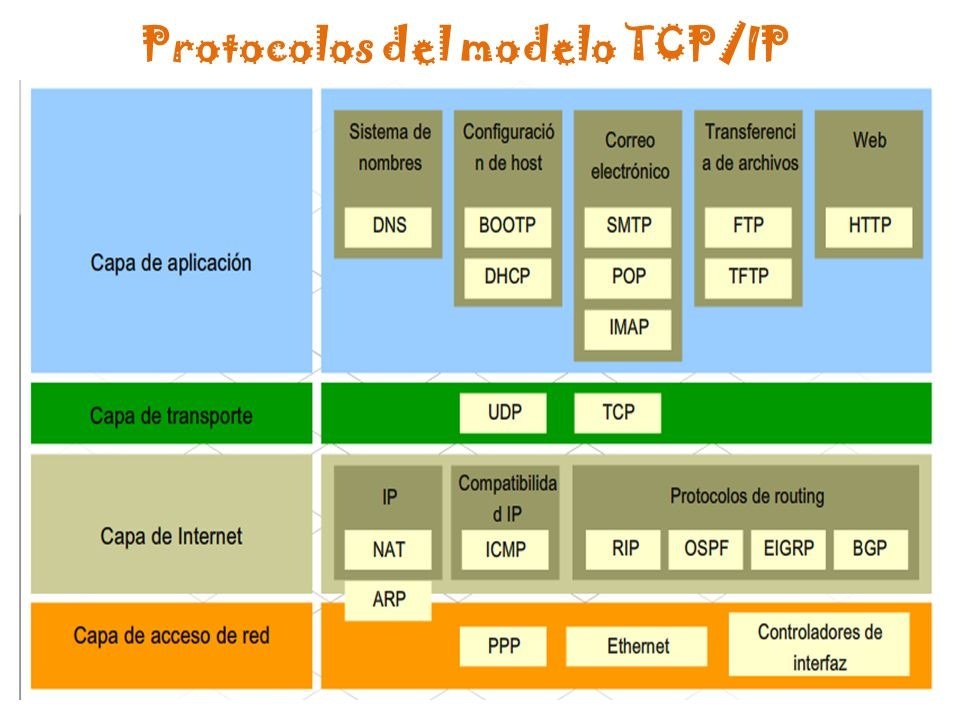 Protocolos del modelo TCP/IP
Sistema de
nombres
DNS
Configuració
n de host
BOOTP
DHCP
Correo
electrónico
SMTP
POP
IMAP
Transferenci
a de archivos
FTP
TFTP
Web
HTTP
Capa de aplicación
Capa de transporte
UDP
TCP
Capa de Internet
IP
NAT
ARP
Compatibilida
d IP
ICMP
Protocolos de routing
RIP
OSPF
EIGRP
BGP
Capa de acceso de red
PPP
Ethernet
Controladores de
interfaz